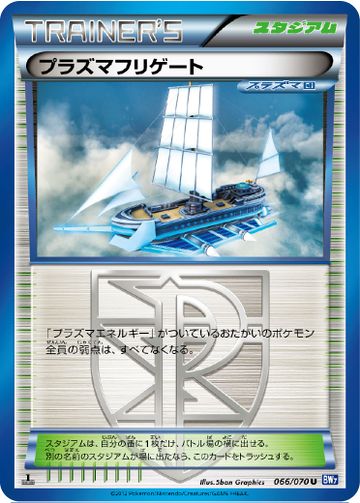 TRAINER'S
スタジアム
プラズマフリゲート
プラズマ団
「プラズマエネルギー」がついているおたがいのポケモン
全員の弱点は、すべてなくなる。
スタジアムは、自分の番に1枚だけ、バトル場の横に出せる。
別の名前のスタジアムが場に出たなら、このカードをトラッシュする。
Illus. 5ban Graphics
066/070 U
BW7
©2012 Pokémon/Nintendo/Creatures/GAME FREAK.